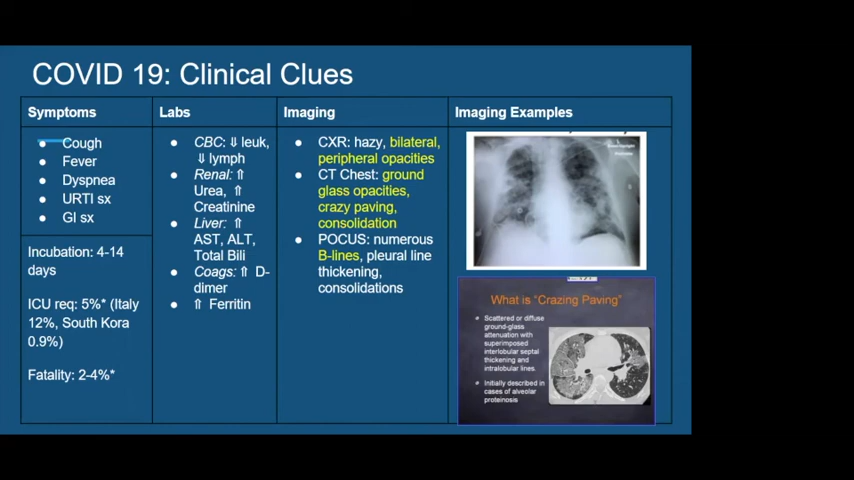 COVID 19: Clinical Clues
Symptoms
Cough
Fever
Dyspnea
URTI sx
GI sx
Incubation: 4-14
days
ICU req: 5%* (Italy
12%, South Kora
0.9%)
Fatality: 2-4%*
Labs
CBC: ⇓ leuk,
⇓ lymph
Renal: ⇑
Urea, ⇑
Creatinine
Liver: ⇑
AST, ALT,
Total Bili
Coags: ⇑ D-
dimer
⇑ Ferritin
Imaging
CXR: hazy, bilateral,
peripheral opacities
CT Chest: ground
glass opacities,
crazy paving,
consolidation
POCUS: numerous
B-lines, pleural line
thickening,
consolidations
Imaging Examples
What is “Crazing Paving”
Scattered or diffuse
ground-glass
attenuation with
superimposed
interlobular septal
thickening and
intralobular lines.
Initially described in
cases of alveolar
proteinosis